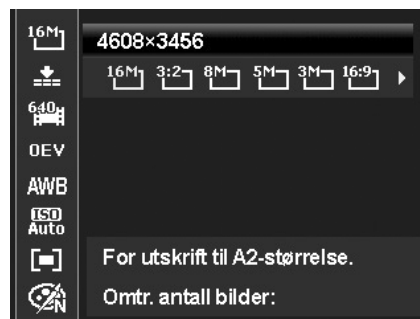 16M
4608×3456
16M 3:2 8M 5M 3M 16:9
640
0EV
AWB
ISO
Auto
For utskrift til A2-størrelse.
N
Omtr. antall bilder: